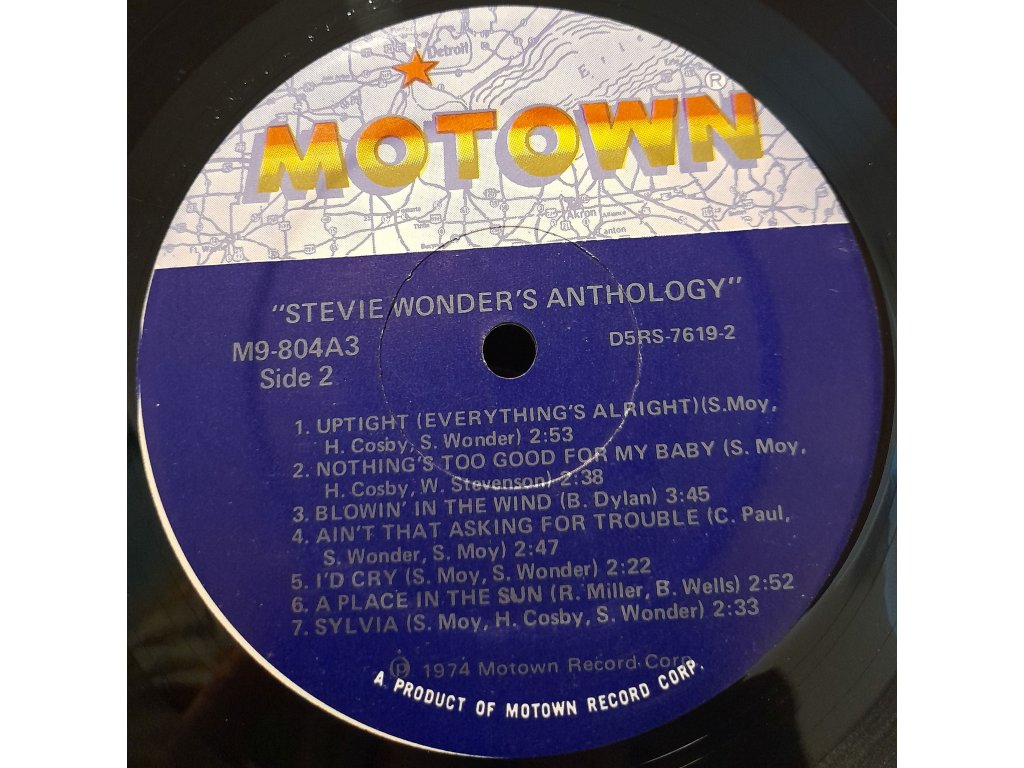 Detroit
E
MOTOWN ®
Akron
Alliance
Canton
"STEVIE WONDER'S ANTHOLOGY"
M9-804A3
D5RS-7619-2
Side 2
1. UPTIGHT (EVERYTHING'S ALRIGHT)(S.Moy,
H. Cosby, S. Wonder) 2:53
2. NOTHING'S TOO GOOD FOR MY BABY (S. Moy,
H. Cosby, W. Stevenson) 2:38
3. BLOWIN' IN THE WIND (B. Dylan) 3:45
4. AIN'T THAT ASKING FOR TROUBLE (C. Paul,
S. Wonder, S. Moy) 2:47
5. I'D CRY (S. Moy, S. Wonder) 2:22
6. A PLACE IN THE SUN (R. Miller, B. Wells) 2:52
7. SYLVIA (S. Moy, H. Cosby, S. Wonder) 2:33
℗ 1974 Motown Record Corp.
A PRODUCT OF MOTOWN RECORD CORP.